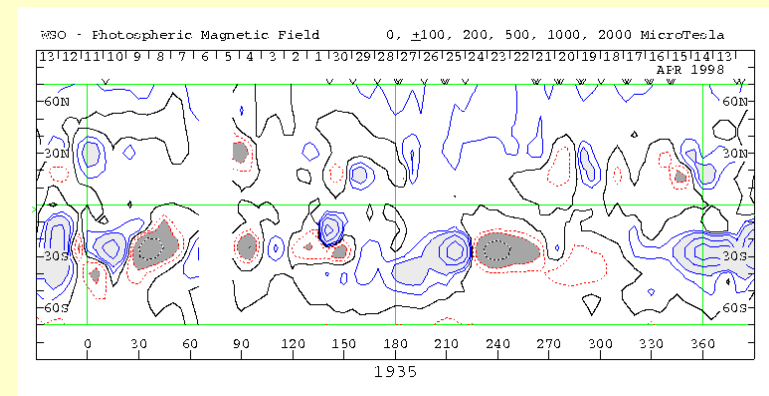 WSO - Photospheric Magnetic Field 0, ±100, 200, 500, 1000, 2000 MicroTesla
13 12 11 10 9 8 7 6 5 4 3 2 1 30 29 28 27 26 25 24 23 22 21 20 19 18 17 16 15 14 13
APR 1998
60N 60N
30N 30N
30S 30S
60S 60S
0 30 60 90 120 150 180 210 240 270 300 330 360
1935